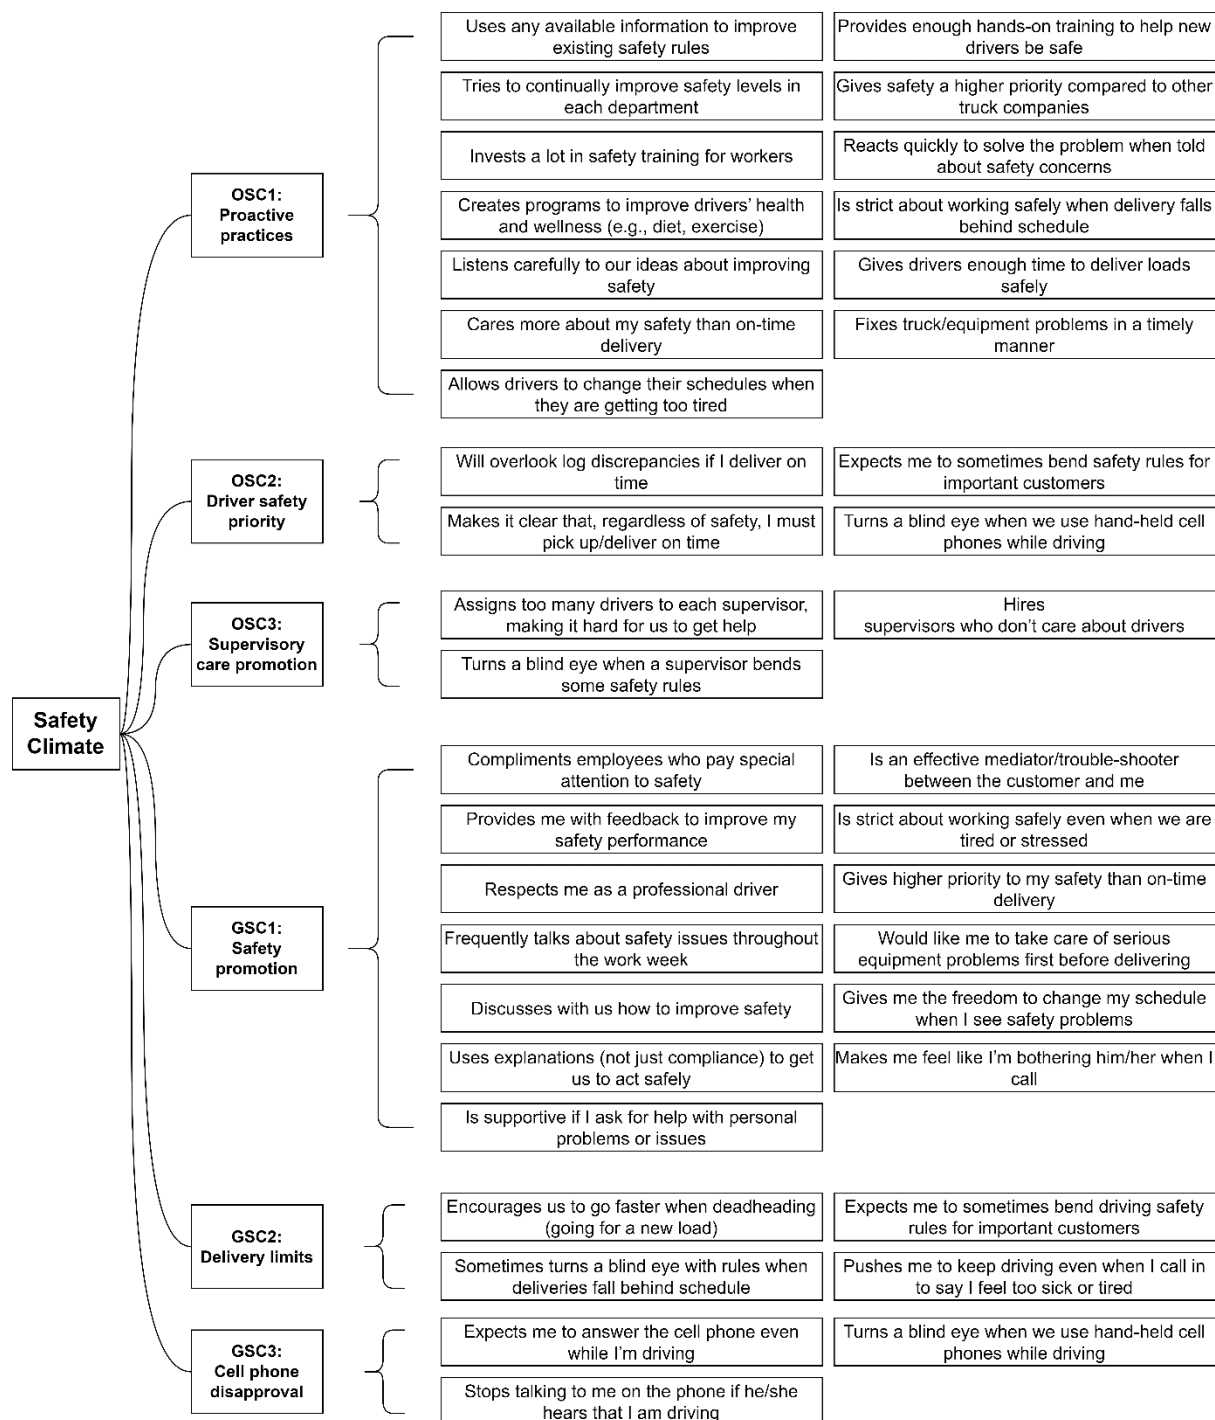 Safety
Climate
OSC1:
Proactive
practices
Uses any available information to improve
existing safety rules
Provides enough hands-on training to help new
drivers be safe
Tries to continually improve safety levels in
each department
Gives safety a higher priority compared to other
truck companies
Invests a lot in safety training for workers
Reacts quickly to solve the problem when told
about safety concerns
Creates programs to improve drivers’ health
and wellness (e.g., diet, exercise)
Is strict about working safely when delivery falls
behind schedule
Listens carefully to our ideas about improving
safety
Gives drivers enough time to deliver loads
safely
Cares more about my safety than on-time
delivery
Fixes truck/equipment problems in a timely
manner
Allows drivers to change their schedules when
they are getting too tired
OSC2:
Driver safety
priority
Will overlook log discrepancies if I deliver on
time
Expects me to sometimes bend safety rules for
important customers
Makes it clear that, regardless of safety, I must
pick up/deliver on time
Turns a blind eye when we use hand-held cell
phones while driving
OSC3:
Supervisory
care promotion
Assigns too many drivers to each supervisor,
making it hard for us to get help
Hires
supervisors who don’t care about drivers
Turns a blind eye when a supervisor bends
some safety rules
GSC1:
Safety
promotion
Compliments employees who pay special
attention to safety
Is an effective mediator/trouble-shooter
between the customer and me
Provides me with feedback to improve my
safety performance
Is strict about working safely even when we are
tired or stressed
Respects me as a professional driver
Gives higher priority to my safety than on-time
delivery
Frequently talks about safety issues throughout
the work week
Would like me to take care of serious
equipment problems first before delivering
Discusses with us how to improve safety
Gives me the freedom to change my schedule
when I see safety problems
Uses explanations (not just compliance) to get
us to act safely
Makes me feel like I’m bothering him/her when I
call
Is supportive if I ask for help with personal
problems or issues
GSC2:
Delivery limits
Encourages us to go faster when deadheading
(going for a new load)
Expects me to sometimes bend driving safety
rules for important customers
Sometimes turns a blind eye with rules when
deliveries fall behind schedule
Pushes me to keep driving even when I call in
to say I feel too sick or tired
GSC3:
Cell phone
disapproval
Expects me to answer the cell phone even
while I’m driving
Turns a blind eye when we use hand-held cell
phones while driving
Stops talking to me on the phone if he/she
hears that I am driving